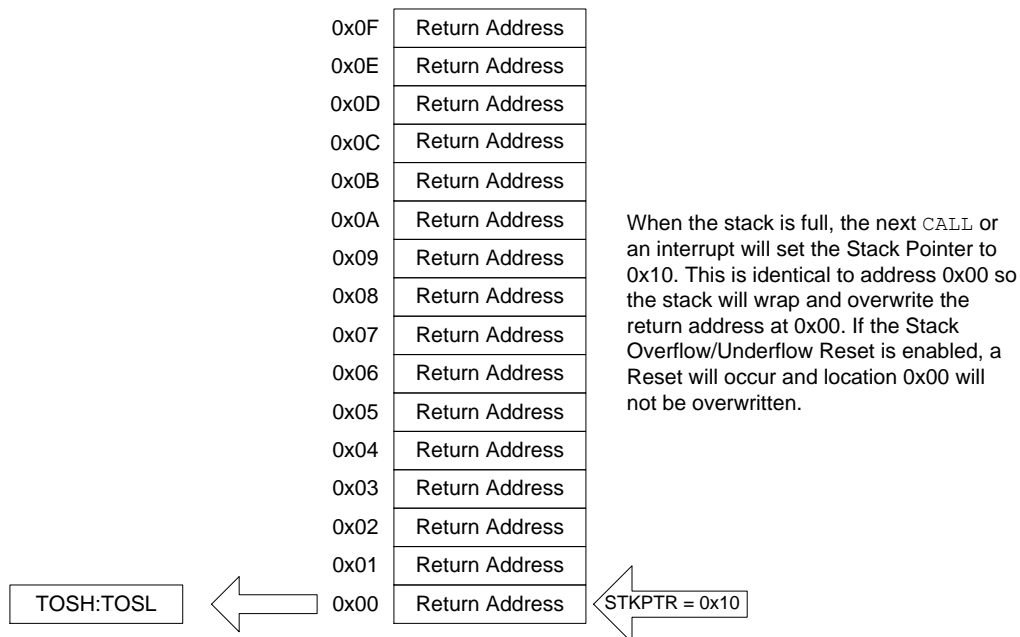 0x0F Return Address
0x0E Return Address
0x0D Return Address
0x0C Return Address
0x0B Return Address
0x0A Return Address
0x09 Return Address
0x08 Return Address
0x07 Return Address
0x06 Return Address
0x05 Return Address
0x04 Return Address
0x03 Return Address
0x02 Return Address
0x01 Return Address
TOSH:TOSL 0x00 Return Address STKPTR = 0x10
When the stack is full, the next CALL or
an interrupt will set the Stack Pointer to
0x10. This is identical to address 0x00 so
the stack will wrap and overwrite the
return address at 0x00. If the Stack
Overflow/Underflow Reset is enabled, a
Reset will occur and location 0x00 will
not be overwritten.